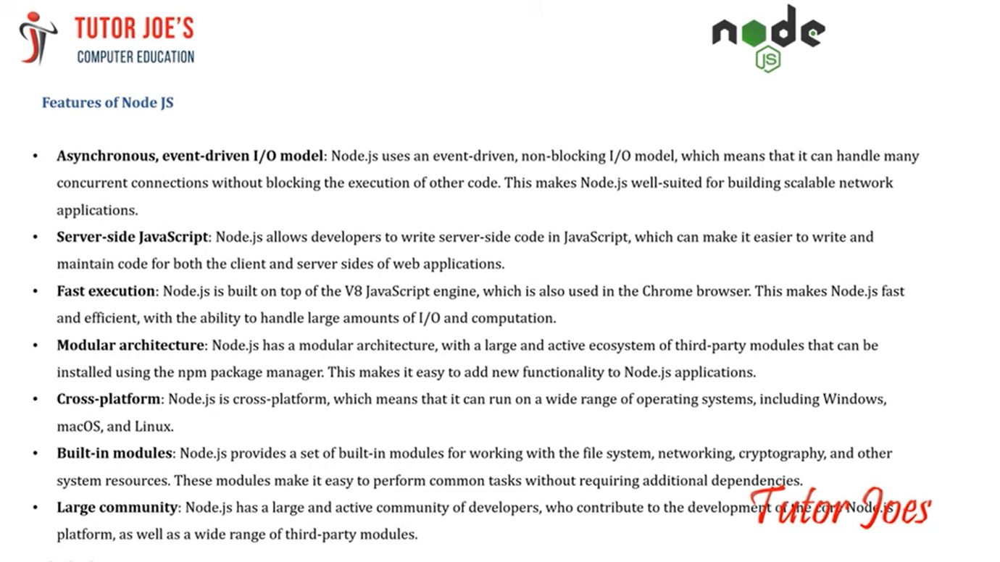 TUTOR JOE'S
COMPUTER EDUCATION
node
JS
Features of Node JS
• Asynchronous, event-driven I/O model: Node.js uses an event-driven, non-blocking I/O model, which means that it can handle many
concurrent connections without blocking the execution of other code. This makes Node.js well-suited for building scalable network
applications.
• Server-side JavaScript: Node.js allows developers to write server-side code in JavaScript, which can make it easier to write and
maintain code for both the client and server sides of web applications.
• Fast execution: Node.js is built on top of the V8 JavaScript engine, which is also used in the Chrome browser. This makes Node.js fast
and efficient, with the ability to handle large amounts of I/O and computation.
• Modular architecture: Node.js has a modular architecture, with a large and active ecosystem of third-party modules that can be
installed using the npm package manager. This makes it easy to add new functionality to Node.js applications.
• Cross-platform: Node.js is cross-platform, which means that it can run on a wide range of operating systems, including Windows,
macOS, and Linux.
• Built-in modules: Node.js provides a set of built-in modules for working with the file system, networking, cryptography, and other
system resources. These modules make it easy to perform common tasks without requiring additional dependencies.
• Large community: Node.js has a large and active community of developers, who contribute to the development of the core Node.js
platform, as well as a wide range of third-party modules.
Tutor Joes